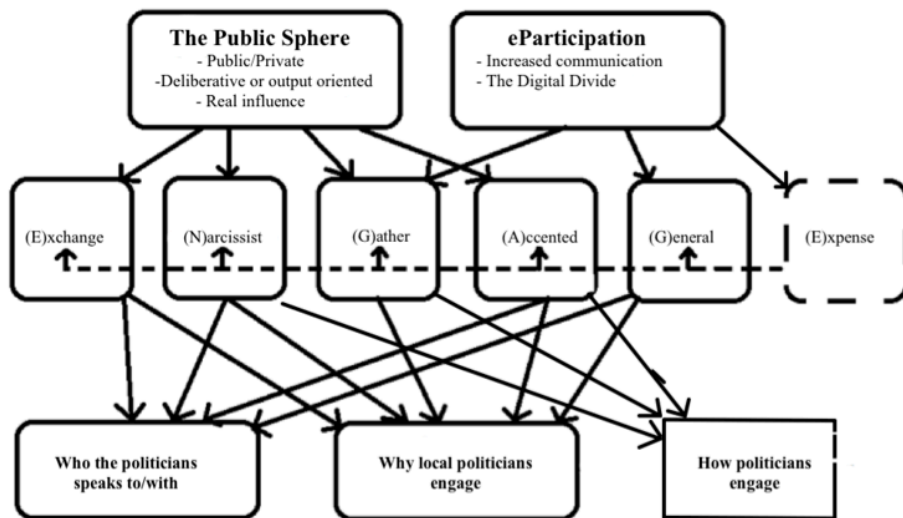 The Public Sphere
- Public/Private
-Deliberative or output oriented
- Real influence
eParticipation
- Increased communication
- The Digital Divide
(E)xchange
(N)arcissist
(G)ather
(A)ccented
(G)eneral
(E)xpense
Who the politicians
speaks to/with
Why local politicians
engage
How politicians
engage